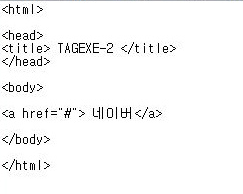 <html>
<head>
<title> TAGEXE-2 </title>
</head>
<body>
<a href="#"> 네이버</a>
</body>
</html>